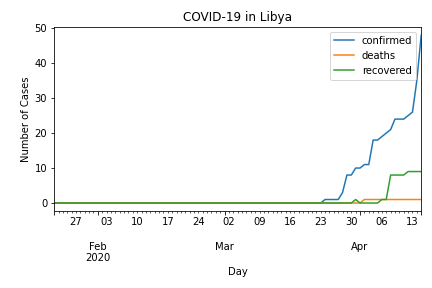 COVID-19 in Libya
confirmed
deaths
recovered
Number of Cases
50
40
30
20
10
0
27 03 10 17 24 02 09 16 23 30 06 13
Feb Mar Apr
2020
Day